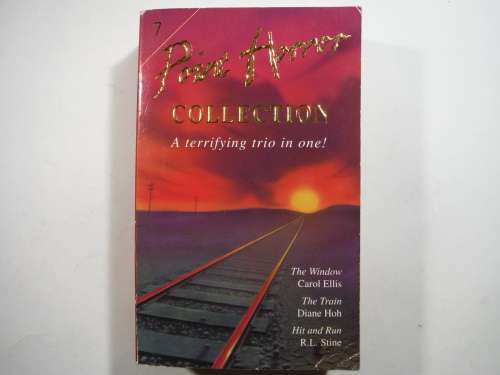 7
Point Horror
COLLECTION
A terrifying trio in one!
The Window
Carol Ellis
The Train
Diane Hoh
Hit and Run
R.L. Stine